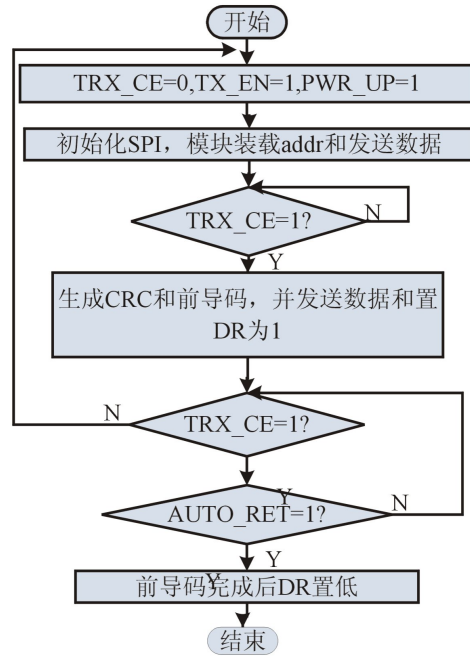 开始
TRX_CE=0,TX_EN=1,PWR_UP=1
初始化SPI，模块装载addr和发送数据
TRX_CE=1?
N
Y
生成CRC和前导码，并发送数据和置
DR为1
N
TRX_CE=1?
Y
AUTO_RET=1?
N
Y
Y
前导码完成后DR置低
结束